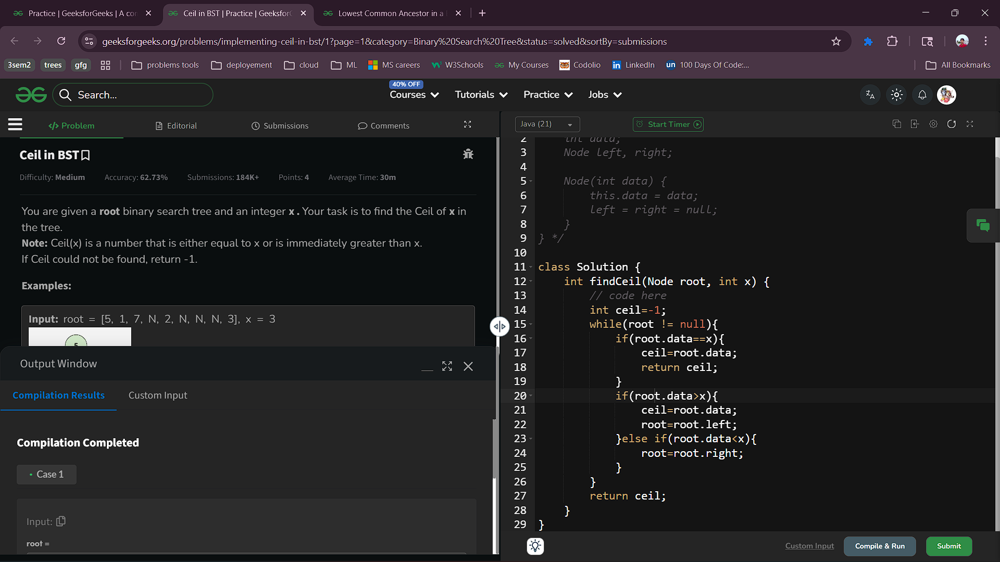 Practice | GeeksforGeeks | A co
Ceil in BST | Practice | Geeksfor
Lowest Common Ancestor in a
geeksforgeeks.org/problems/implementing-ceil-in-bst/1?page=1&category=Binary%20Search%20Tree&status=solved&sortBy=submissions
3sem2
trees
gfg
problems tools
deployement
cloud
ML
MS careers
W3Schools
My Courses
Codolio
LinkedIn
100 Days Of Code:...
All Bookmarks
Search...
40% OFF
Courses
Tutorials
Practice
Jobs
Problem
Editorial
Submissions
Comments
Ceil in BST
Difficulty: Medium Accuracy: 62.73% Submissions: 184K+ Points: 4 Average Time: 30m
You are given a root binary search tree and an integer x . Your task is to find the Ceil of x in
the tree.
Note: Ceil(x) is a number that is either equal to x or is immediately greater than x.
If Ceil could not be found, return -1.
Examples:
Input: root = [5, 1, 7, N, 2, N, N, N, 3], x = 3
5
Output Window
Compilation Results
Custom Input
Compilation Completed
Case 1
Input:
root =
Java (21)
Start Timer
2 int data;
3 Node left, right;
4
5 Node(int data) {
6 this.data = data;
7 left = right = null;
8 }
9 } */
10
11 class Solution {
12 int findCeil(Node root, int x) {
13 // code here
14 int ceil=-1;
15 while(root != null){
16 if(root.data==x){
17 ceil=root.data;
18 return ceil;
19 }
20 if(root.data>x){
21 ceil=root.data;
22 root=root.left;
23 }else if(root.data<x){
24 root=root.right;
25 }
26 }
27 return ceil;
28 }
29 }
Custom Input
Compile & Run
Submit